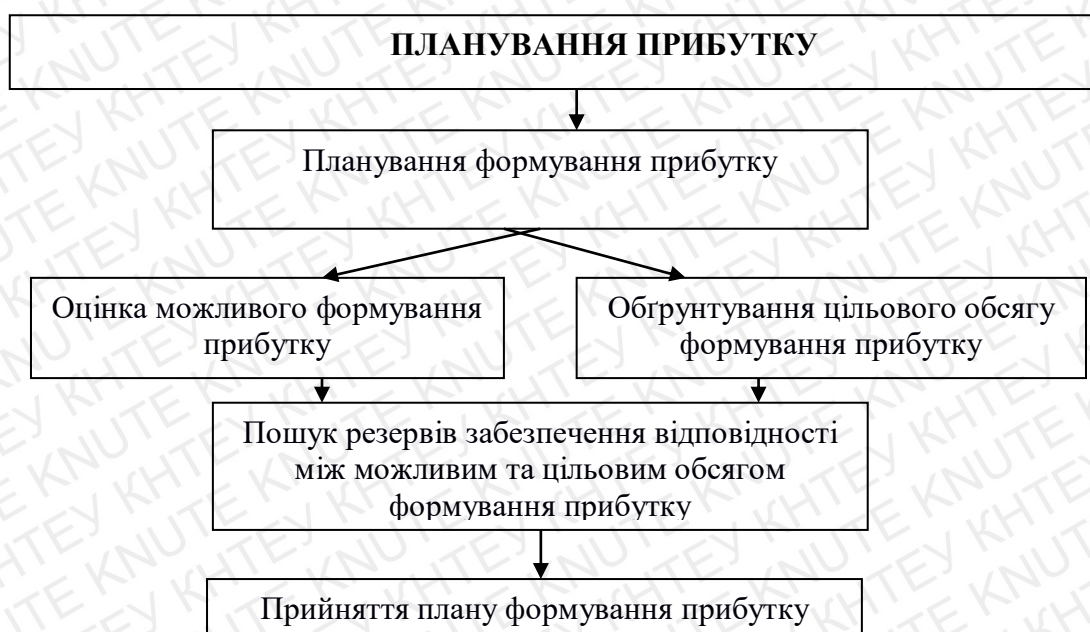 ПЛАНУВАННЯ ПРИБУТКУ
Планування формування прибутку
Оцінка можливого формування
прибутку
Обґрунтування цільового обсягу
формування прибутку
Пошук резервів забезпечення відповідності
між можливим та цільовим обсягом
формування прибутку
Прийняття плану формування прибутку